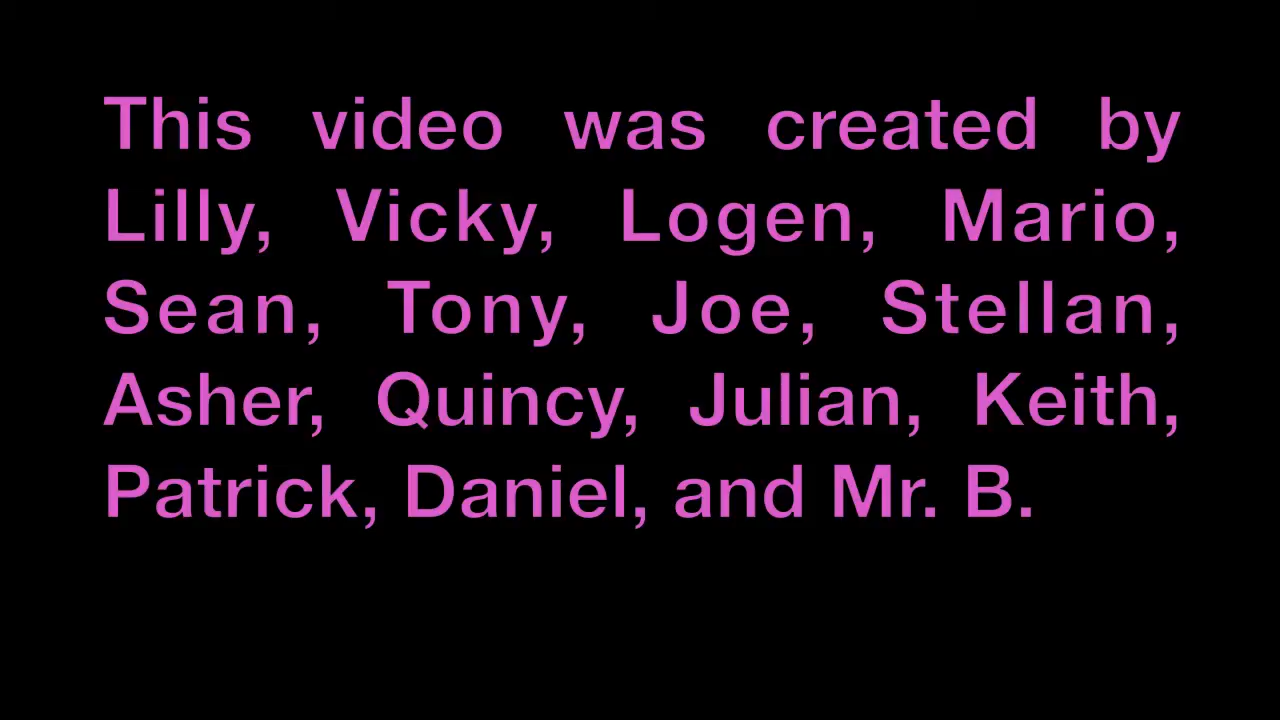 This video was created by
Lilly, Vicky, Logen, Mario,
Sean, Tony, Joe, Stellan,
Asher, Quincy, Julian, Keith,
Patrick, Daniel, and Mr. B.